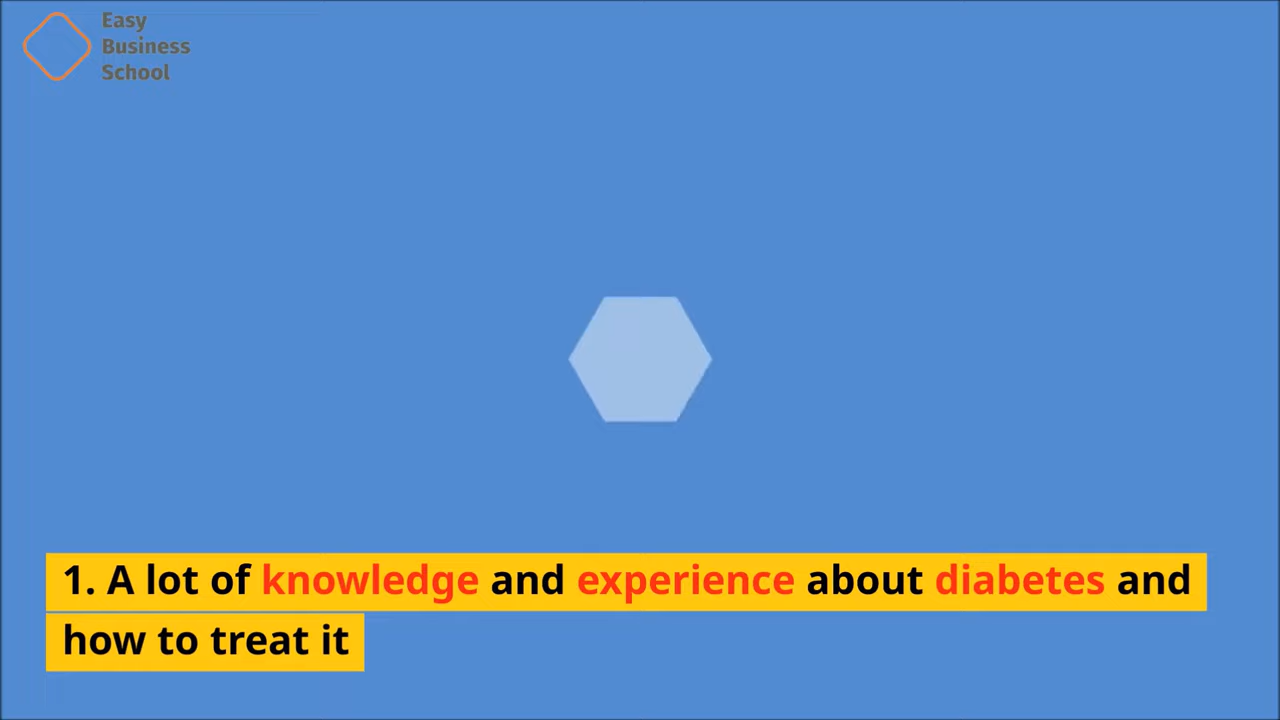 Easy
Business
School
1. A lot of knowledge and experience about diabetes and
how to treat it